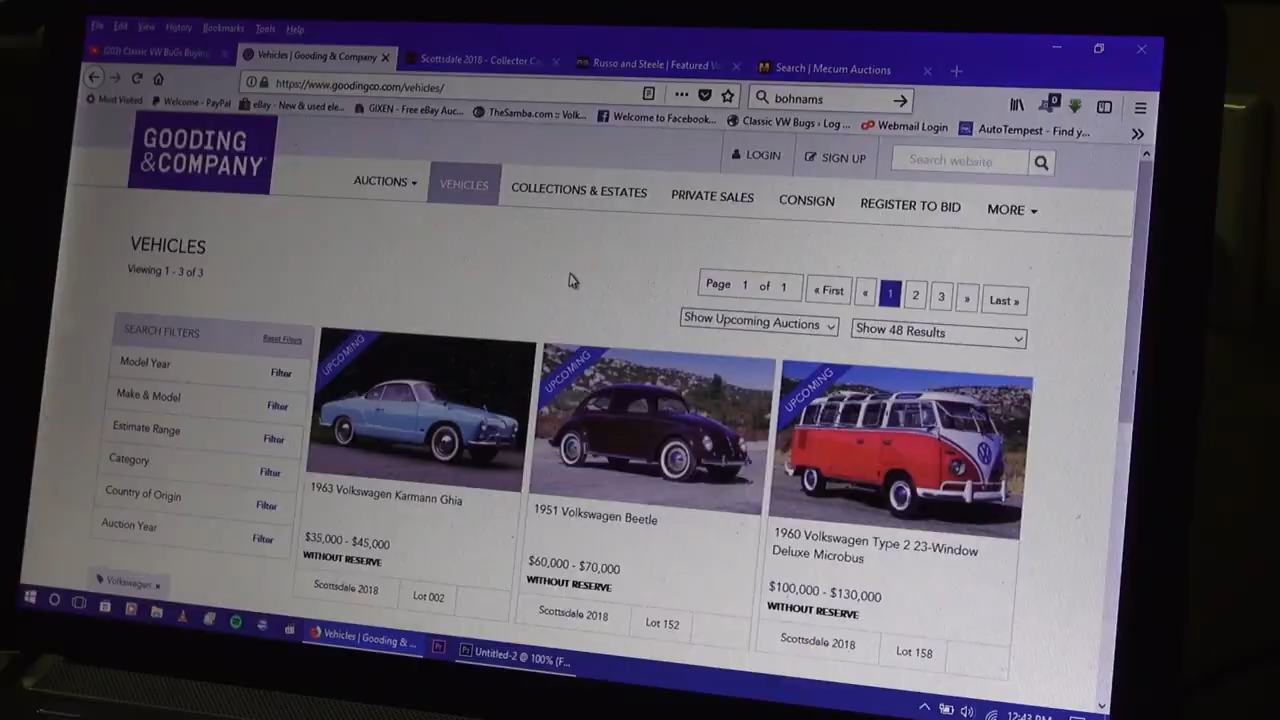 File Edit View History Bookmarks Tools Help
(203) Classic VW BuGs Buying
Vehicles | Gooding & Company
Scottsdale 2018 - Collector Ca
Russo and Steele | Featured Ve
Search | Mecum Auctions
https://www.goodingco.com/vehicles/
bohnams
0
Most Visited
Welcome - PayPal
eBay - New & used ele...
GIXEN - Free eBay Auc...
TheSamba.com :: Volk...
Welcome to Facebook...
Classic VW Bugs › Log ...
Webmail Login
AutoTempest - Find y...
GOODING
&COMPANY
LOGIN
SIGN UP
Search website
AUCTIONS
VEHICLES
COLLECTIONS & ESTATES
PRIVATE SALES
CONSIGN
REGISTER TO BID
MORE
VEHICLES
Viewing 1 - 3 of 3
Page 1 of 1
« First
«
1
2
3
»
Last »
Show Upcoming Auctions
Show 48 Results
SEARCH FILTERS
Reset Filters
Model Year
Filter
Make & Model
Filter
Estimate Range
Filter
Category
Filter
Country of Origin
Filter
Auction Year
Filter
Volkswagen ×
UPCOMING
1963 Volkswagen Karmann Ghia
$35,000 - $45,000
WITHOUT RESERVE
Scottsdale 2018
Lot 002
UPCOMING
1951 Volkswagen Beetle
$60,000 - $70,000
WITHOUT RESERVE
Scottsdale 2018
Lot 152
UPCOMING
1960 Volkswagen Type 2 23-Window
Deluxe Microbus
$100,000 - $130,000
WITHOUT RESERVE
Scottsdale 2018
Lot 158
Vehicles | Gooding & ...
Pr
Ps
Untitled-2 @ 100% (F...
12:43 PM